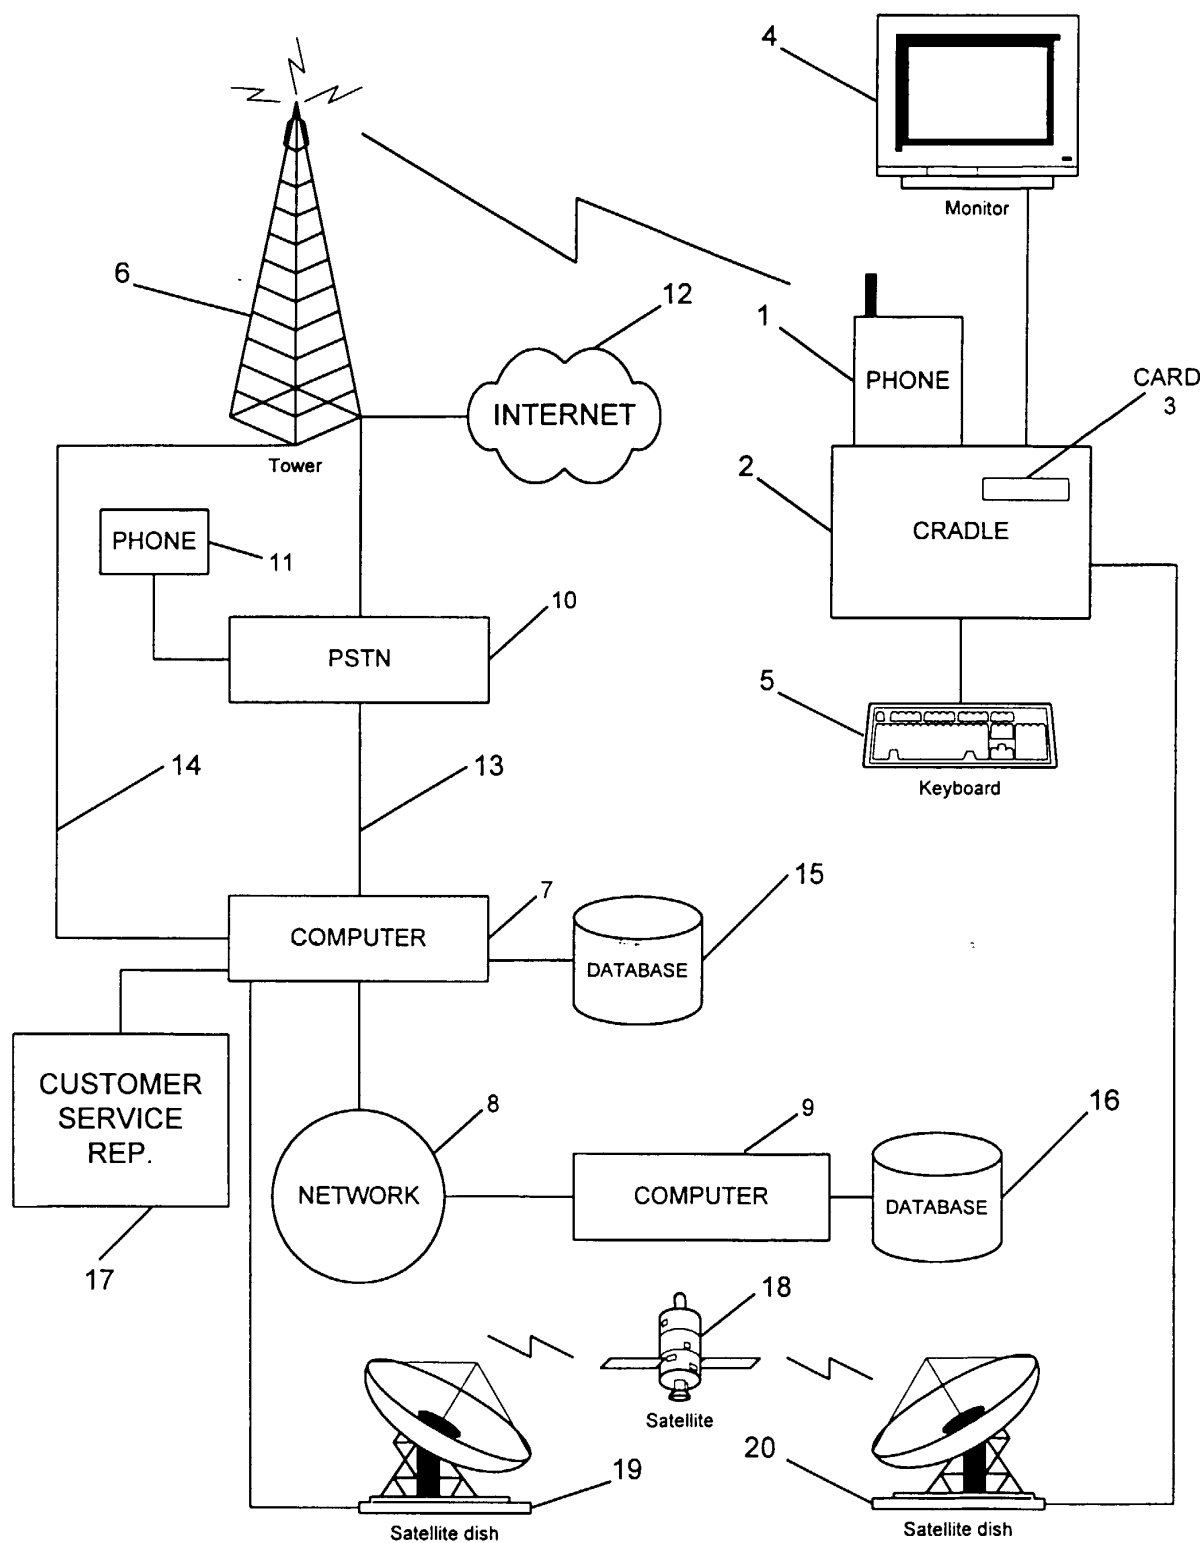 4
Monitor
6
12
1
PHONE
INTERNET
CARD
3
Tower
2
CRADLE
PHONE
11
10
PSTN
5
Keyboard
14
13
7
COMPUTER
15
DATABASE
CUSTOMER
SERVICE
REP.
17
8
NETWORK
9
COMPUTER
16
DATABASE
18
Satellite
19
Satellite dish
20
Satellite dish